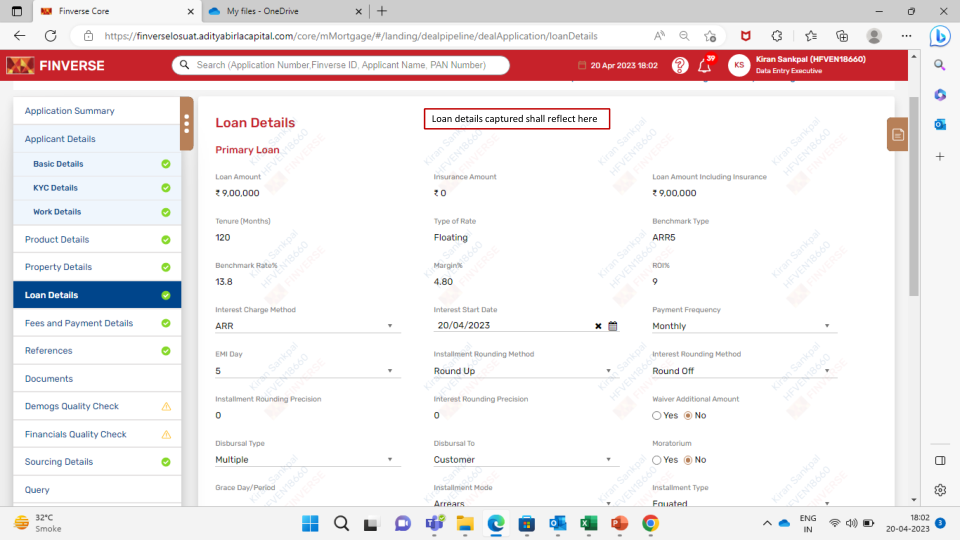 Finverse Core
My files - OneDrive
https://finverselosuat.adityabirlacapital.com/core/mMortgage/#/landing/dealpipeline/dealApplication/loanDetails
FINVERSE
Search (Application Number,Finverse ID, Applicant Name, PAN Number)
20 Apr 2023 18:02
39
KS
Kiran Sankpal (HFVEN18660)
Data Entry Executive
Application Summary
Applicant Details
Basic Details
KYC Details
Work Details
Product Details
Property Details
Loan Details
Fees and Payment Details
References
Documents
Demogs Quality Check
Financials Quality Check
Sourcing Details
Query
Loan Details
Loan details captured shall reflect here
Primary Loan
Loan Amount Insurance Amount Loan Amount Including Insurance
₹ 9,00,000 ₹ 0 ₹ 9,00,000
Tenure (Months) Type of Rate Benchmark Type
120 Floating ARR5
Benchmark Rate% Margin% ROI%
13.8 4.80 9
Interest Charge Method Interest Start Date Payment Frequency
ARR 20/04/2023 Monthly
EMI Day Installment Rounding Method Interest Rounding Method
5 Round Up Round Off
Installment Rounding Precision Interest Rounding Precision Waiver Additional Amount
0 0 Yes No
Disbursal Type Disbursal To Moratorium
Multiple Customer Yes No
Grace Day/Period Installment Mode Installment Type
Arrears Equated
Kiran Sankpal
HFVEN18660
FINVERSE
32°C
Smoke
ENG
IN
18:02
20-04-2023
3